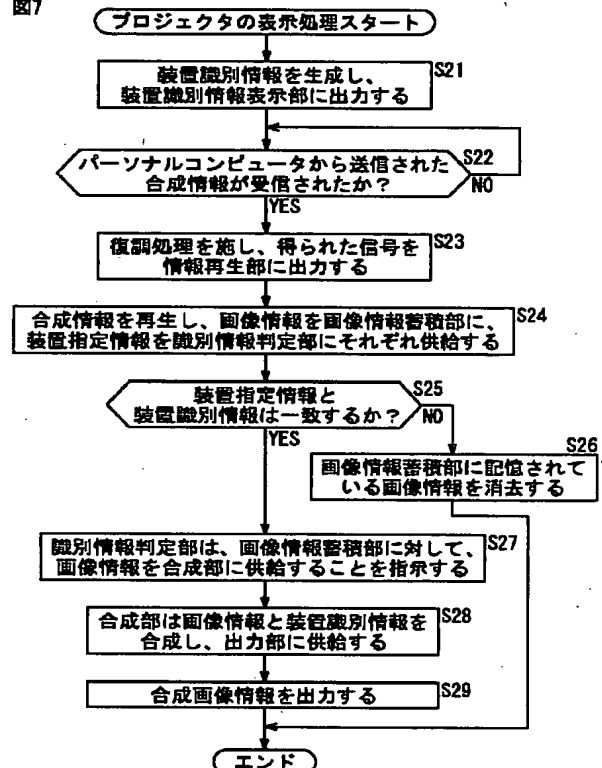 図7
プロジェクタの表示処理スタート
装置識別情報を生成し、
装置識別情報表示部に出力する
S21
パーソナルコンピュータから送信された
合成情報が受信されたか?
S22
NO
YES
復調処理を施し、得られた信号を
情報再生部に出力する
S23
合成情報を再生し、画像情報を画像情報蓄積部に、
装置指定情報を識別情報判定部にそれぞれ供給する
S24
装置指定情報と
装置識別情報は一致するか?
S25
NO
YES
S26
画像情報蓄積部に記憶されて
いる画像情報を消去する
識別情報判定部は、画像情報蓄積部に対して、
画像情報を合成部に供給することを指示する
S27
合成部は画像情報と装置識別情報を
合成し、出力部に供給する
S28
合成画像情報を出力する
S29
エンド